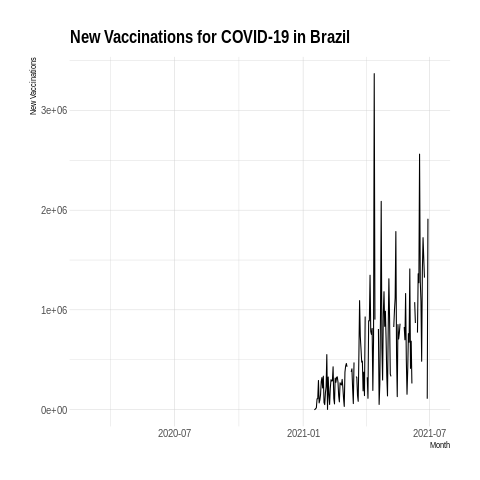 New Vaccinations for COVID-19 in Brazil
New Vaccinations
3e+06
2e+06
1e+06
0e+00
2020-07
2021-01
2021-07
Month